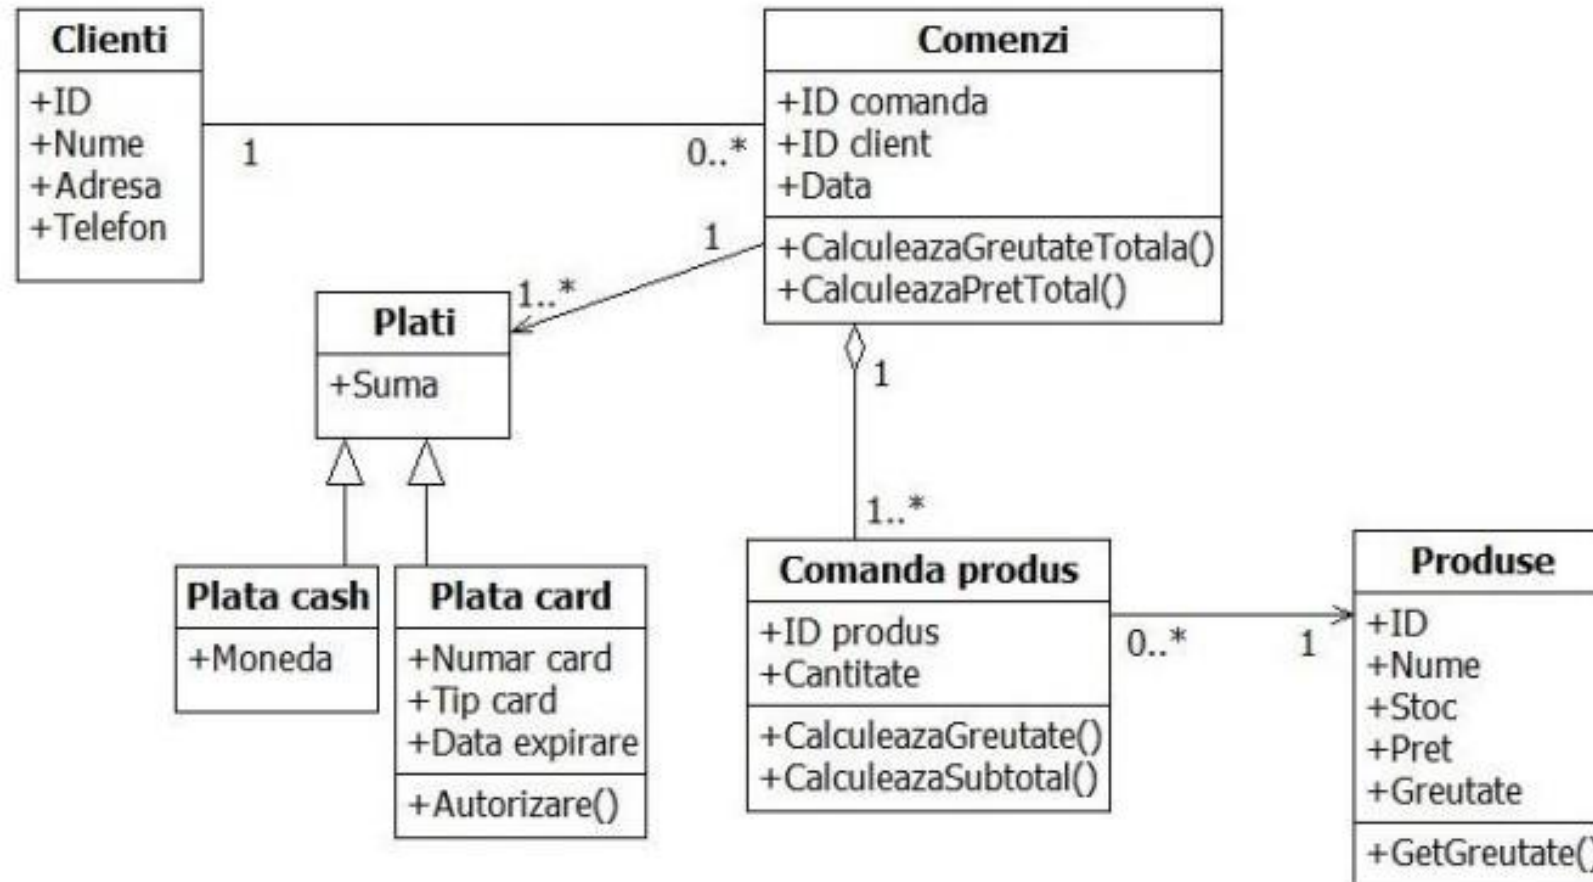 Clienti
+ID
+Nume
+Adresa
+Telefon
1
0..*
Comenzi
+ID comanda
+ID client
+Data
+CalculeazaGreutateTotala()
+CalculeazaPretTotal()
1
1..*
Plati
+Suma
1
1..*
Plata cash
+Moneda
Plata card
+Numar card
+Tip card
+Data expirare
+Autorizare()
Comanda produs
+ID produs
+Cantitate
+CalculeazaGreutate()
+CalculeazaSubtotal()
0..*
1
Produse
+ID
+Nume
+Stoc
+Pret
+Greutate
+GetGreutate()